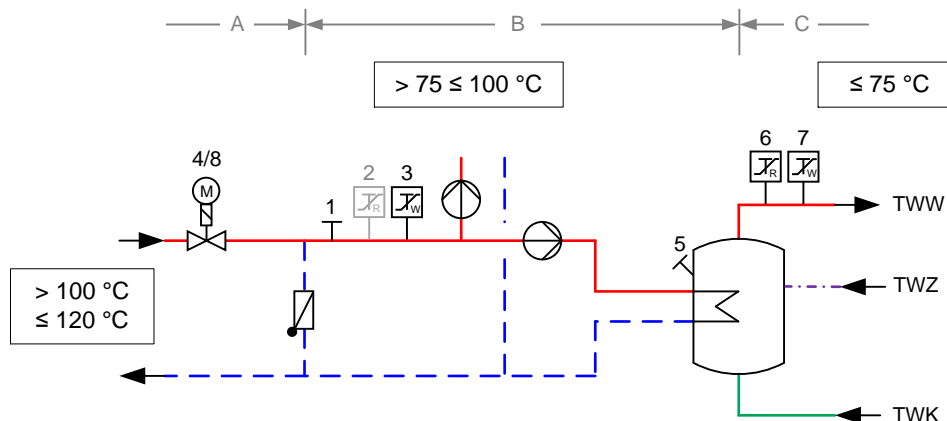 A
B
C
> 75 ≤ 100 °C
≤ 75 °C
4/8
M
1
2
R
3
W
6
R
7
W
TWW
5
> 100 °C
≤ 120 °C
TWZ
TWK